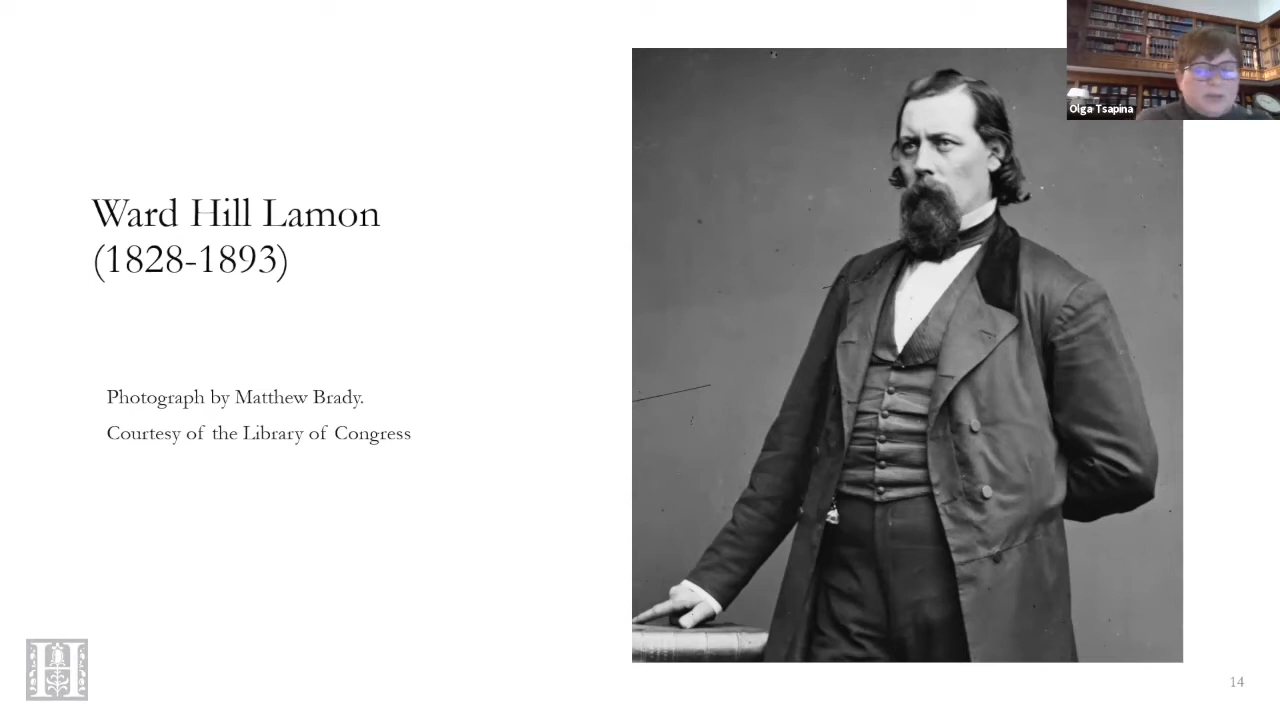 Ward Hill Lamon
(1828-1893)
Photograph by Matthew Brady.
Courtesy of the Library of Congress
Olga Tsapina
H
14